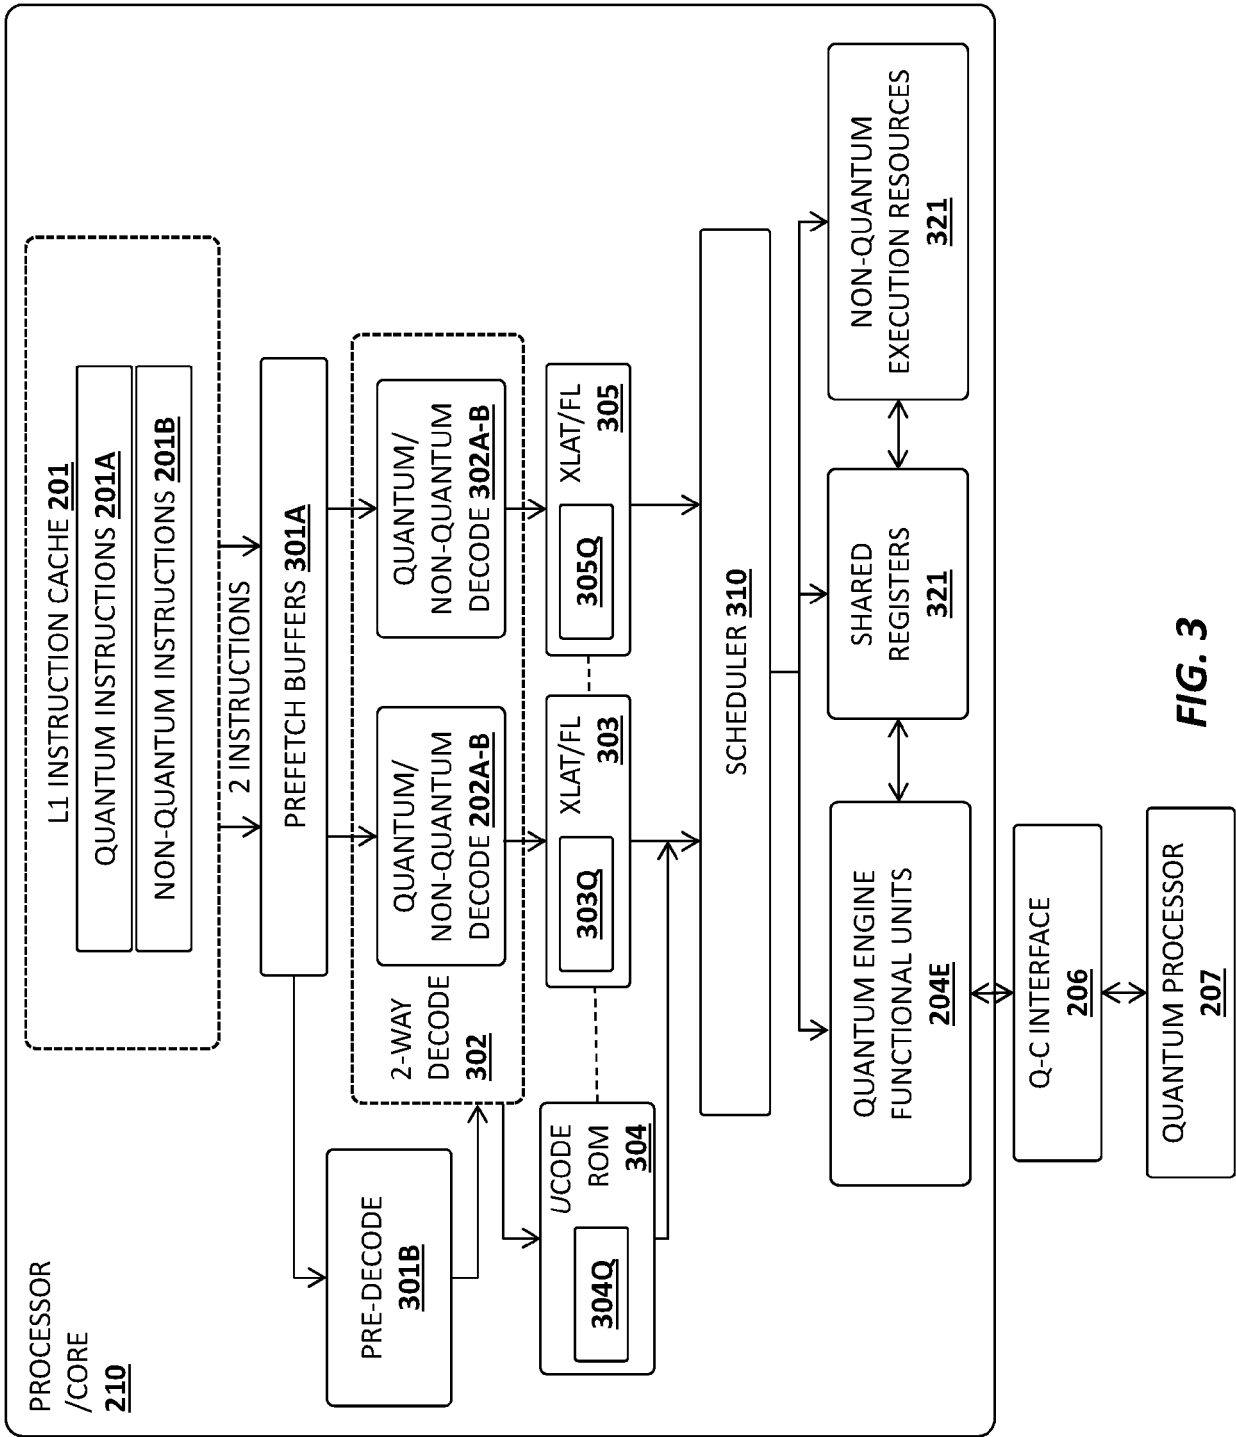 PROCESSOR
/CORE
210
L1 INSTRUCTION CACHE 201
QUANTUM INSTRUCTIONS 201A
NON-QUANTUM INSTRUCTIONS 201B
2 INSTRUCTIONS
PREFETCH BUFFERS 301A
PRE-DECODE
301B
2-WAY
DECODE
302
QUANTUM/
NON-QUANTUM
DECODE 202A-B
QUANTUM/
NON-QUANTUM
DECODE 302A-B
UCODE
ROM
304
304Q
XLAT/FL
303
303Q
XLAT/FL
305
305Q
SCHEDULER 310
QUANTUM ENGINE
FUNCTIONAL UNITS
204E
SHARED
REGISTERS
321
NON-QUANTUM
EXECUTION RESOURCES
321
Q-C INTERFACE
206
QUANTUM PROCESSOR
207
FIG. 3